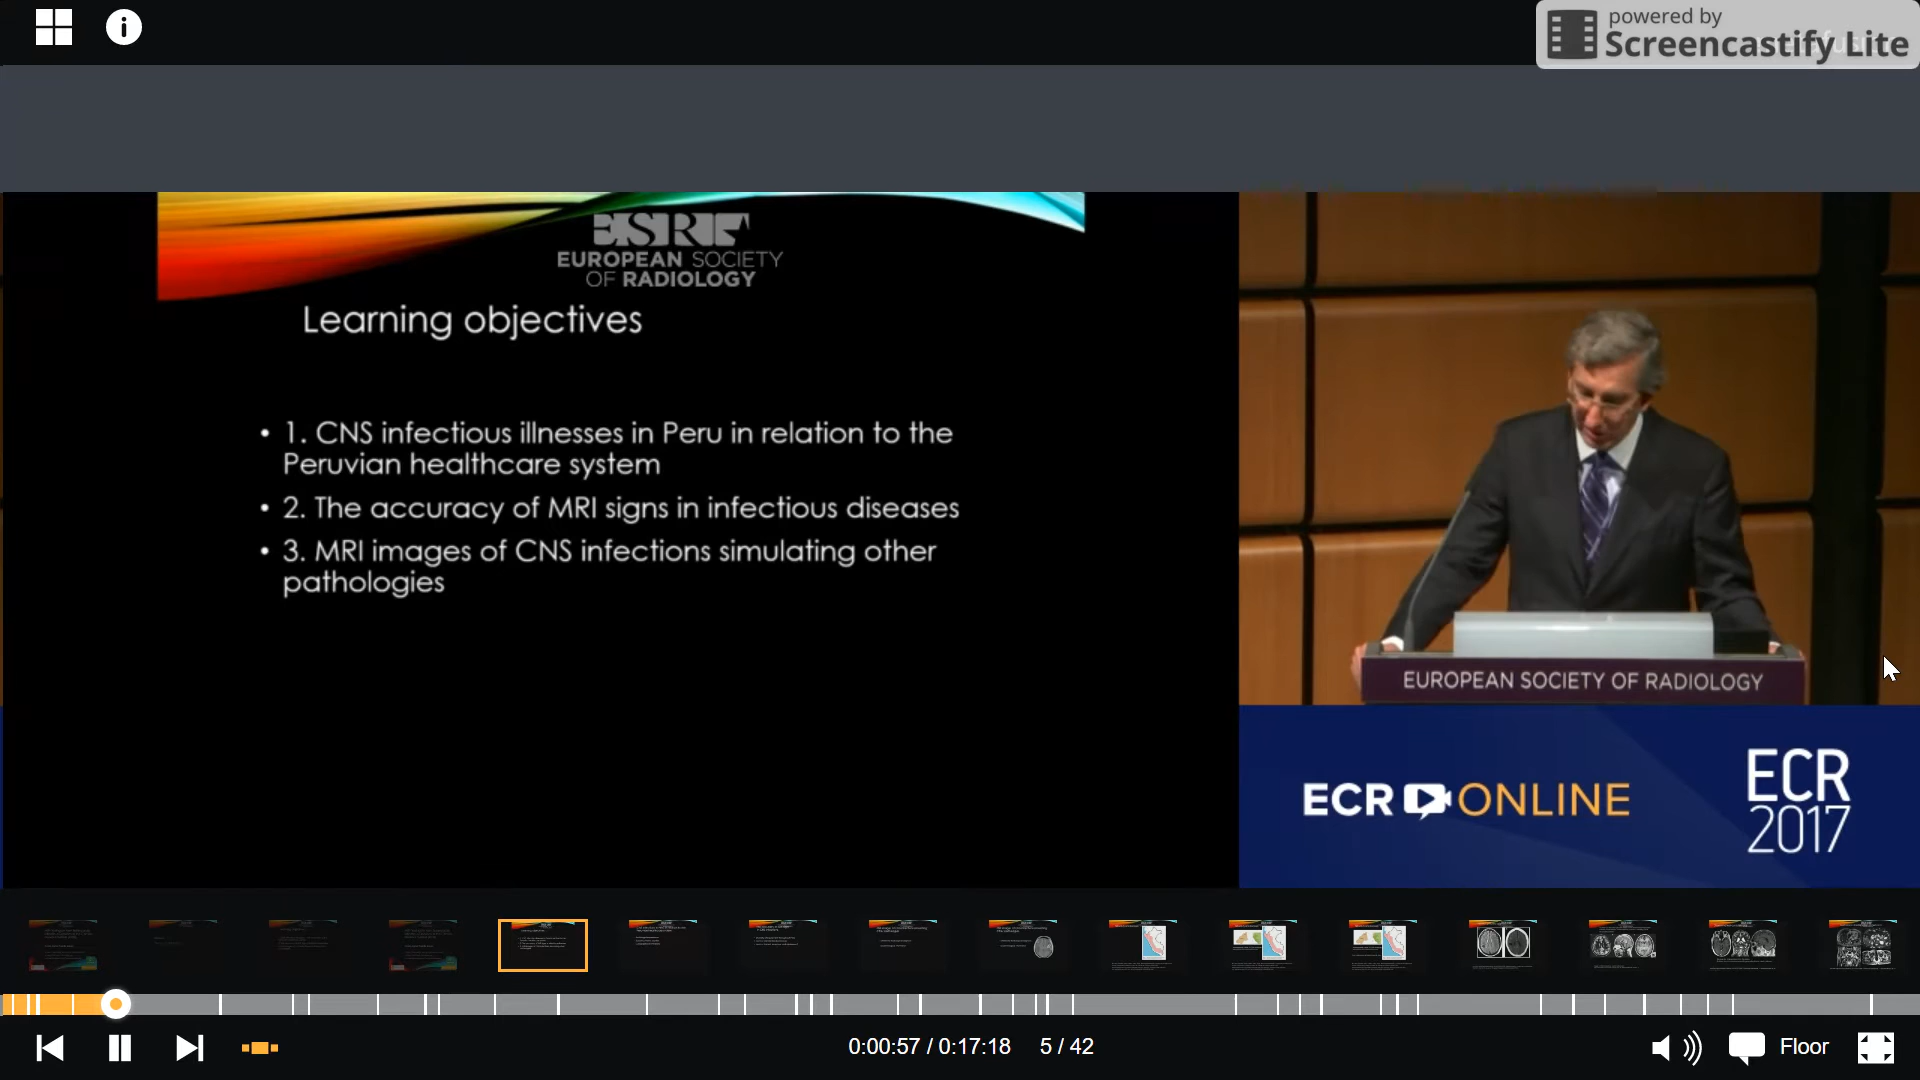 powered by
Screencastify Lite
ESR
EUROPEAN SOCIETY
OF RADIOLOGY
Learning objectives
• 1. CNS infectious illnesses in Peru in relation to the
Peruvian healthcare system
• 2. The accuracy of MRI signs in infectious diseases
• 3. MRI images of CNS infections simulating other
pathologies
EUROPEAN SOCIETY OF RADIOLOGY
ECR ONLINE
ECR
2017
0:00:57 / 0:17:18 5 / 42
Floor